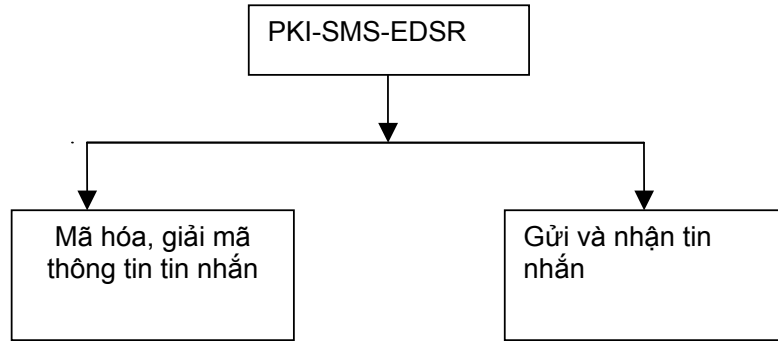 PKI-SMS-EDSR
Mã hóa, giải mã
thông tin tin nhắn
Gửi và nhận tin
nhắn